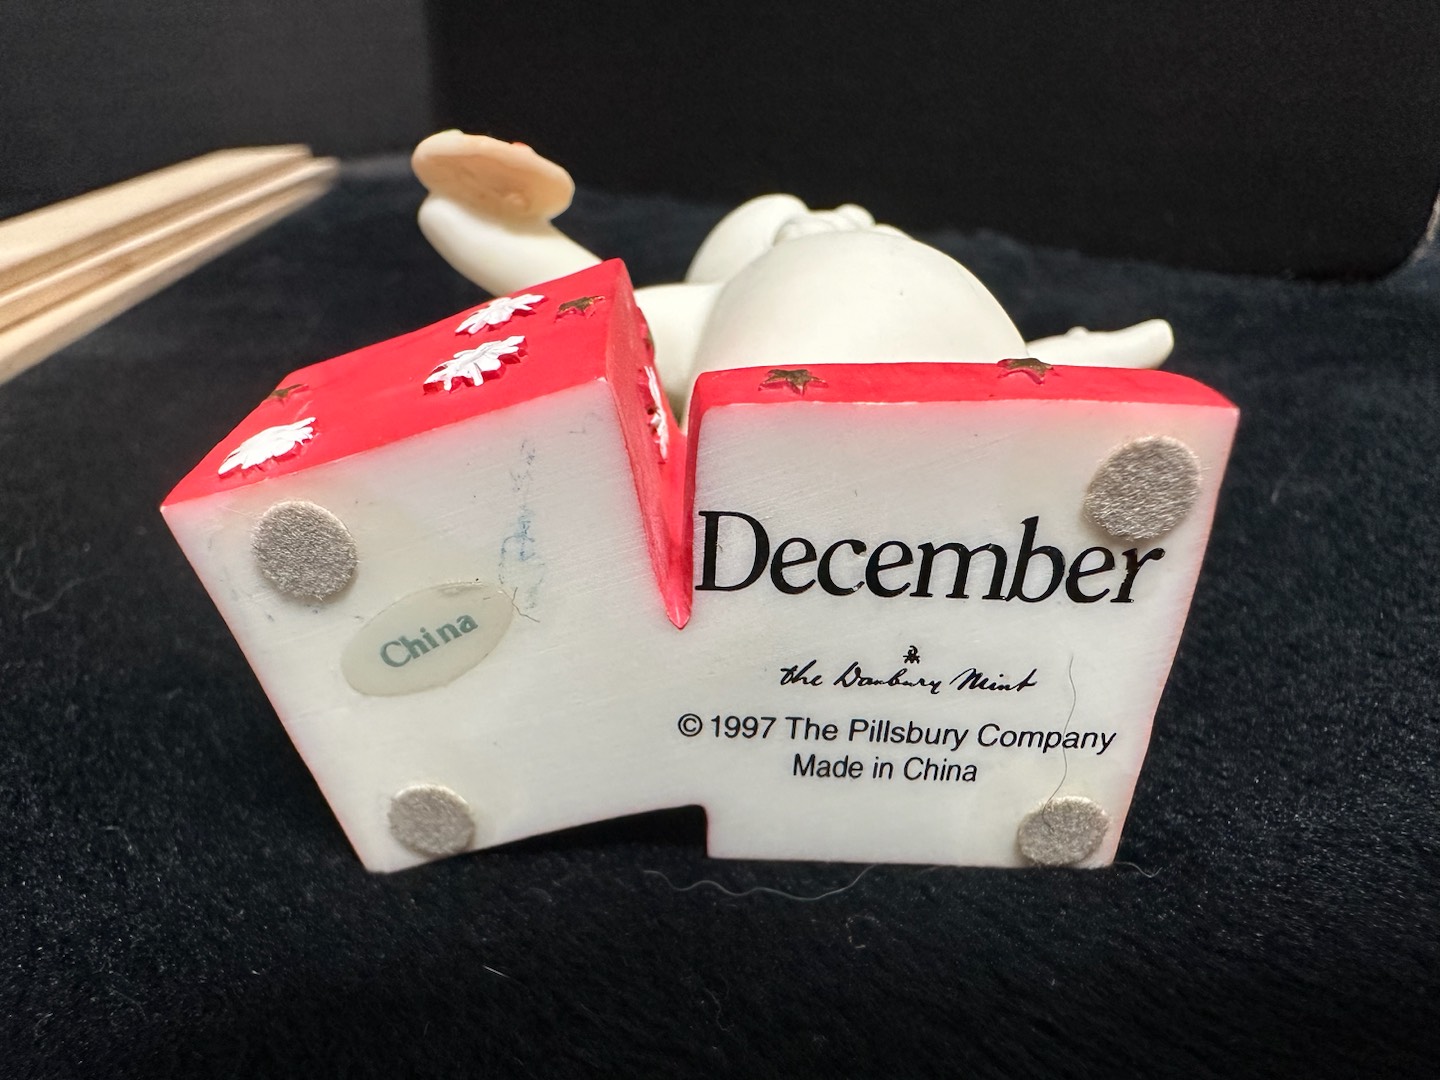 December
China
the Danbury Mint
© 1997 The Pillsbury Company
Made in China